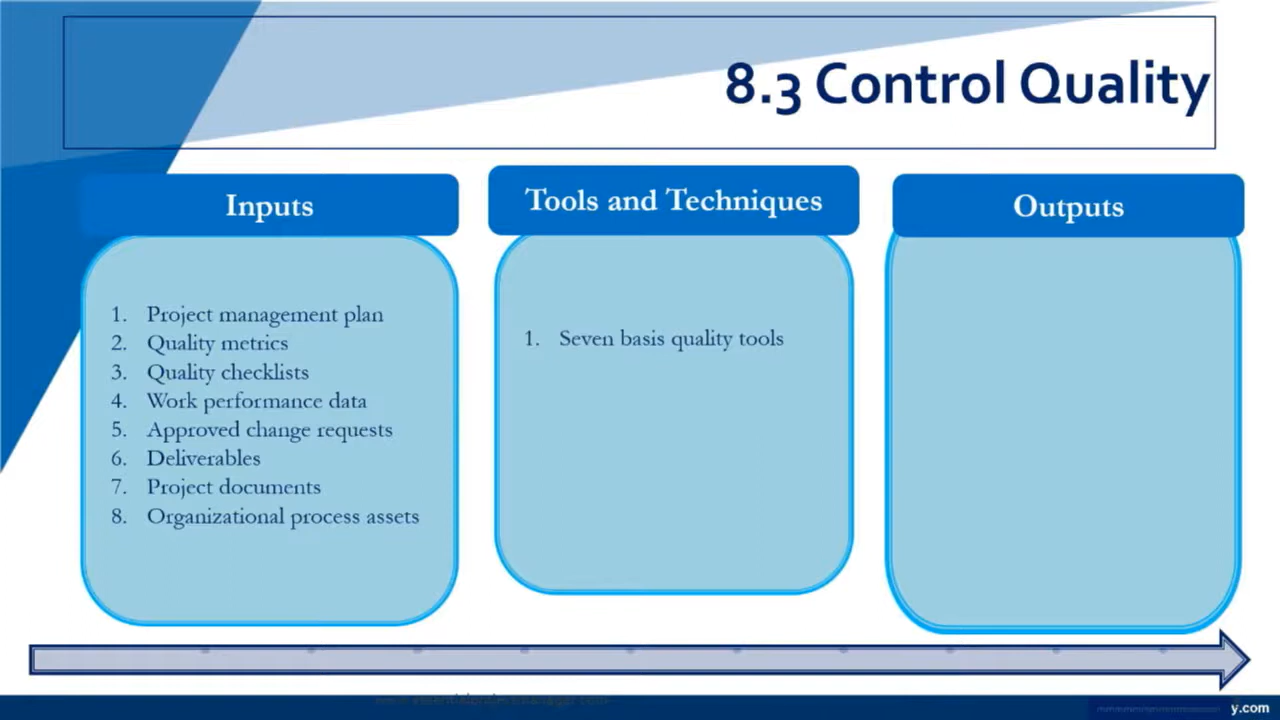 8.3 Control Quality
Inputs
1. Project management plan
2. Quality metrics
3. Quality checklists
4. Work performance data
5. Approved change requests
6. Deliverables
7. Project documents
8. Organizational process assets
Tools and Techniques
1. Seven basis quality tools
Outputs
y.com